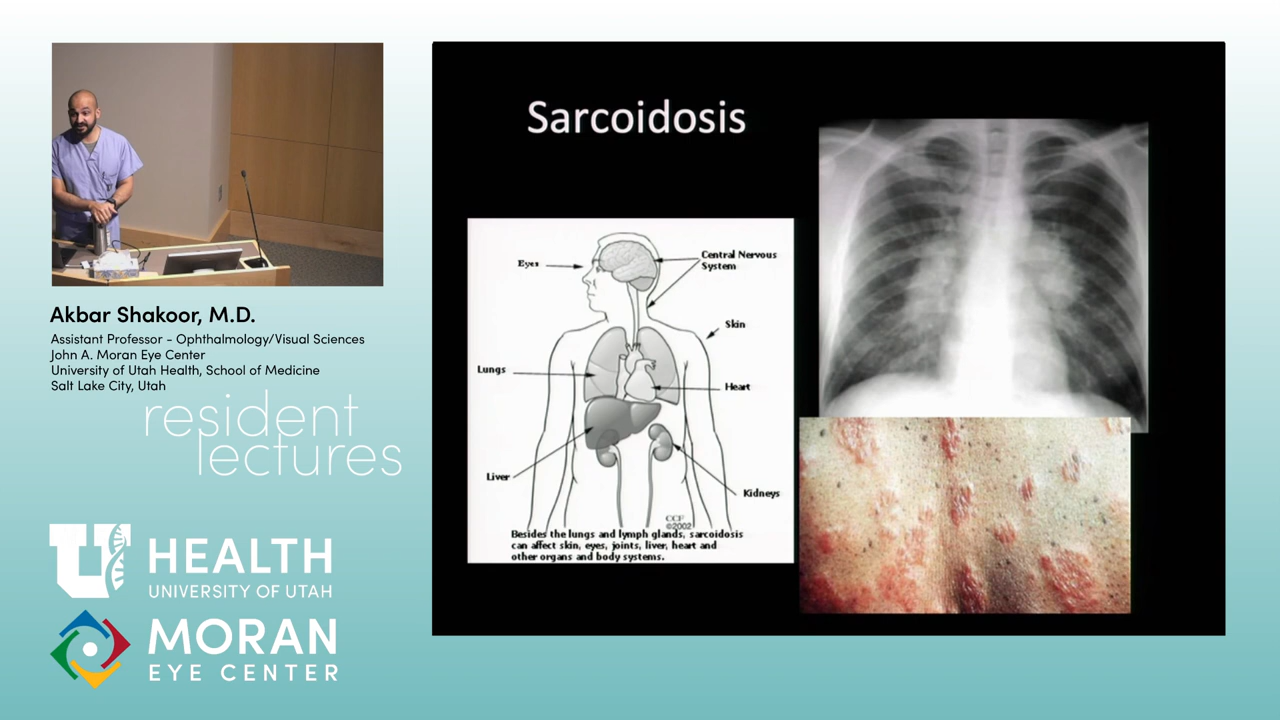 Akbar Shakoor, M.D.
Assistant Professor - Ophthalmology/Visual Sciences
John A. Moran Eye Center
University of Utah Health, School of Medicine
Salt Lake City, Utah
resident
lectures
U HEALTH
UNIVERSITY OF UTAH
MORAN
EYE CENTER
Sarcoidosis
Eyes
Central Nervous
System
Skin
Lungs
Heart
Liver
Kidneys
CCF
©2002
Besides the lungs and lymph glands, sarcoidosis
can affect skin, eyes, joints, liver, heart and
other organs and body systems.